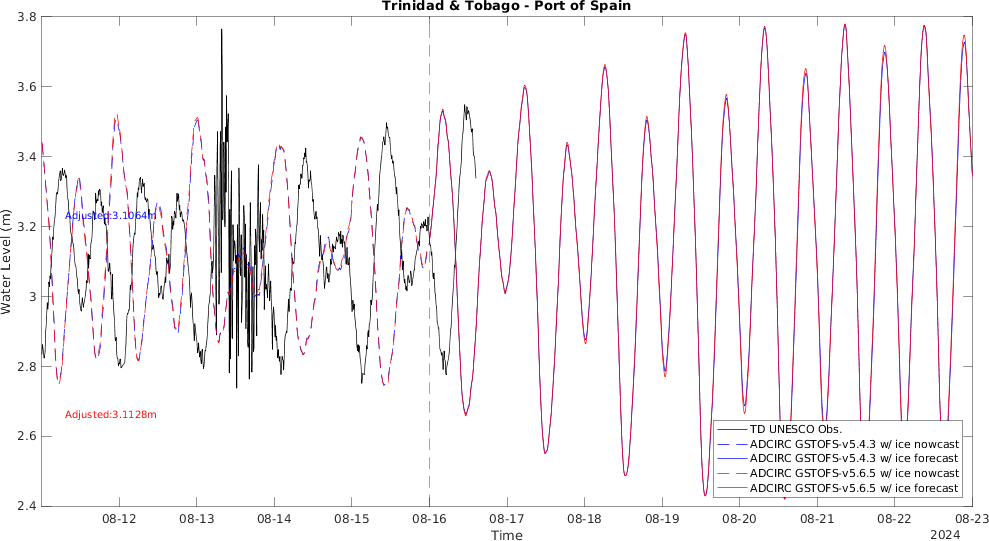 Trinidad & Tobago - Port of Spain
3.8
3.6
3.4
3.2
3
2.8
2.6
2.4
Water Level (m)
Adjusted:3.1064m
Adjusted:3.1128m
TD UNESCO Obs.
ADCIRC GSTOFS-v5.4.3 w/ ice nowcast
ADCIRC GSTOFS-v5.4.3 w/ ice forecast
ADCIRC GSTOFS-v5.6.5 w/ ice nowcast
ADCIRC GSTOFS-v5.6.5 w/ ice forecast
08-12 08-13 08-14 08-15 08-16 08-17 08-18 08-19 08-20 08-21 08-22 08-23
Time
2024